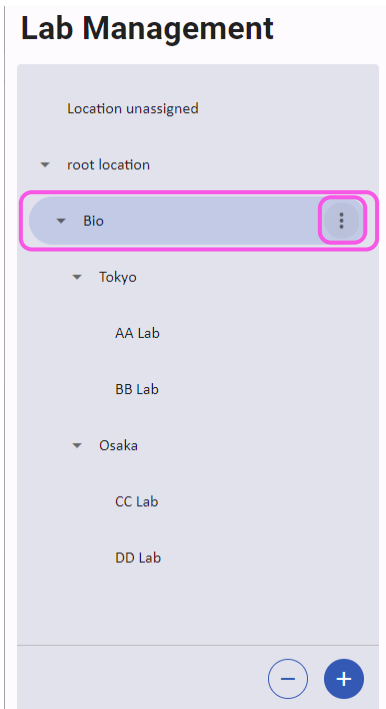 Lab Management
Location unassigned
root location
Bio
Tokyo
AA Lab
BB Lab
Osaka
CC Lab
DD Lab